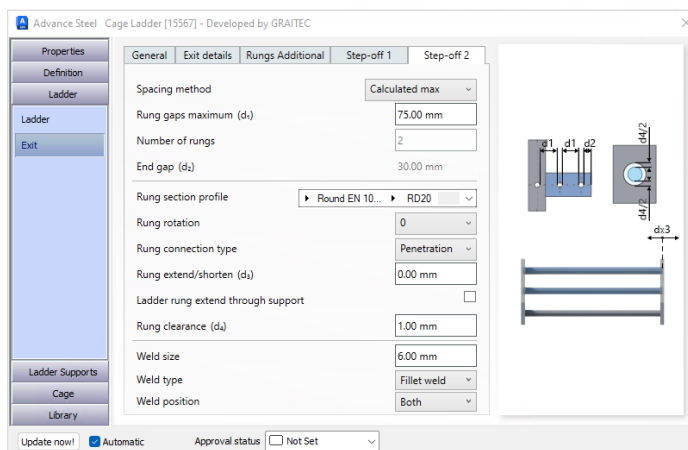 Advance Steel Cage Ladder [15567] - Developed by GRAITEC
Properties
Definition
Ladder
Ladder
Exit
Ladder Supports
Cage
Library
General Exit details Rungs Additional Step-off 1 Step-off 2
Spacing method Calculated max
Rung gaps maximum (d₁) 75.00 mm
Number of rungs 2
End gap (d₂) 30.00 mm
Rung section profile Round EN 10... RD20
Rung rotation 0
Rung connection type Penetration
Rung extend/shorten (d₃) 0.00 mm
Ladder rung extend through support
Rung clearance (d₄) 1.00 mm
Weld size 6.00 mm
Weld type Fillet weld
Weld position Both
d1 d1 d2
d4/2
d4/2
dx3
Update now! Automatic Approval status Not Set